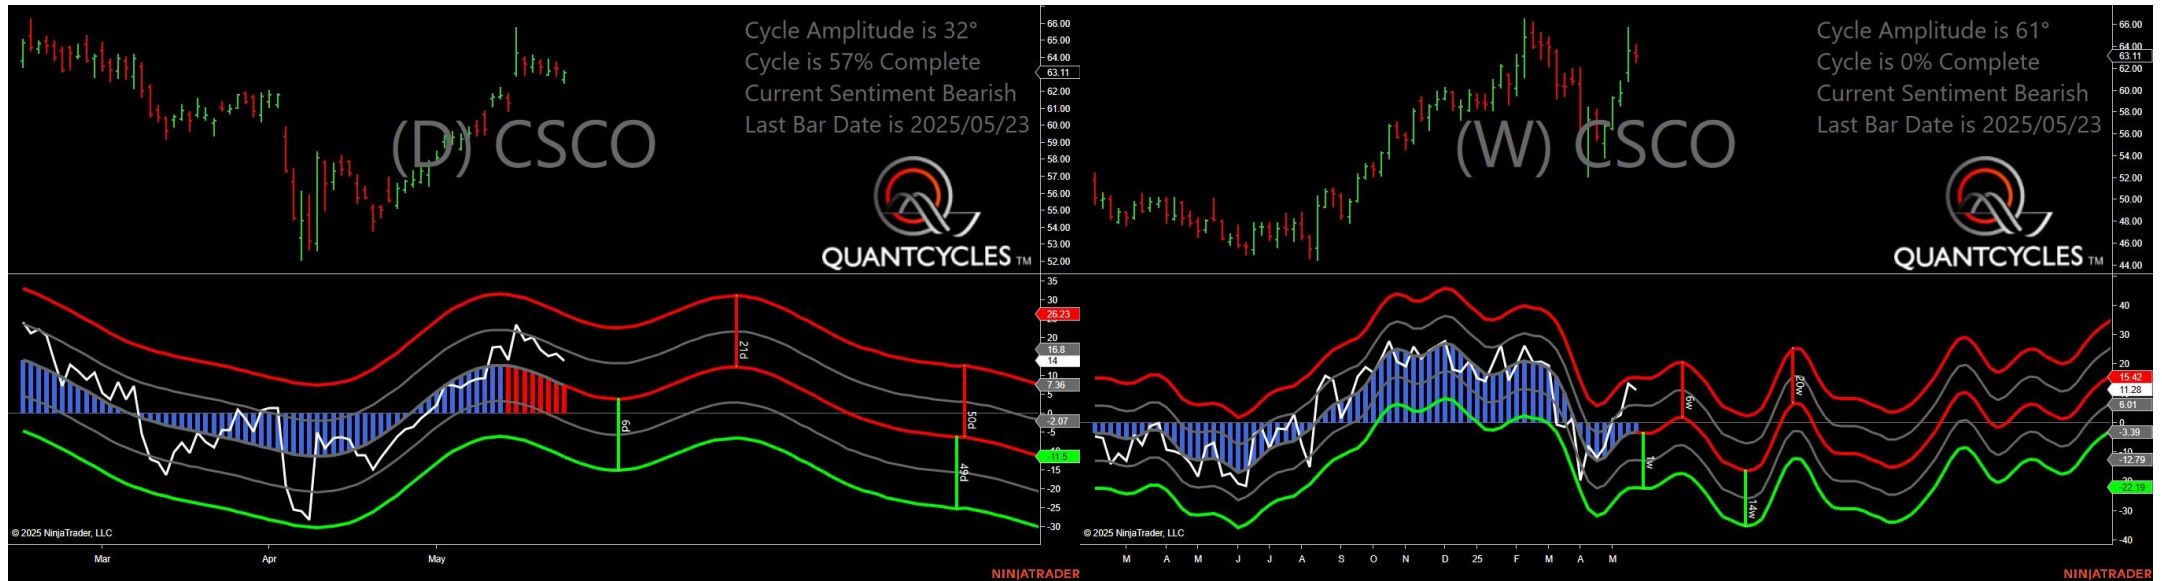 Cycle Amplitude is 32°
Cycle is 57% Complete
Current Sentiment Bearish
Last Bar Date is 2025/05/23
(D) CSCO
QUANTCYCLES TM
66.00
65.00
64.00
63.11
62.00
61.00
60.00
59.00
58.00
57.00
56.00
55.00
54.00
53.00
52.00
35
30
26.23
20
16.8
14
7.36
5
0
-2.07
-5
-11.5
-15
-20
-25
-30
6d
21d
49d
50d
© 2025 NinjaTrader, LLC
Mar
Apr
May
NINJATRADER
Cycle Amplitude is 61°
Cycle is 0% Complete
Current Sentiment Bearish
Last Bar Date is 2025/05/23
(W) CSCO
QUANTCYCLES TM
66.00
64.00
63.11
62.00
60.00
58.00
56.00
54.00
52.00
50.00
48.00
46.00
44.00
40
30
20
15.42
11.28
6.01
0
-3.39
-10
-12.79
-22.19
-30
-40
1w
6w
14w
20w
© 2025 NinjaTrader, LLC
M A M J J A S O N D 25 F M A M
NINJATRADER